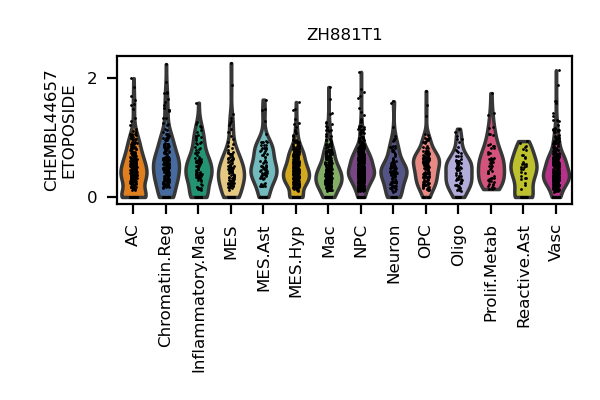 ZH881T1
CHEMBL44657
ETOPOSIDE
2
0
AC
Chromatin.Reg
Inflammatory.Mac
MES
MES.Ast
MES.Hyp
Mac
NPC
Neuron
OPC
Oligo
Prolif.Metab
Reactive.Ast
Vasc